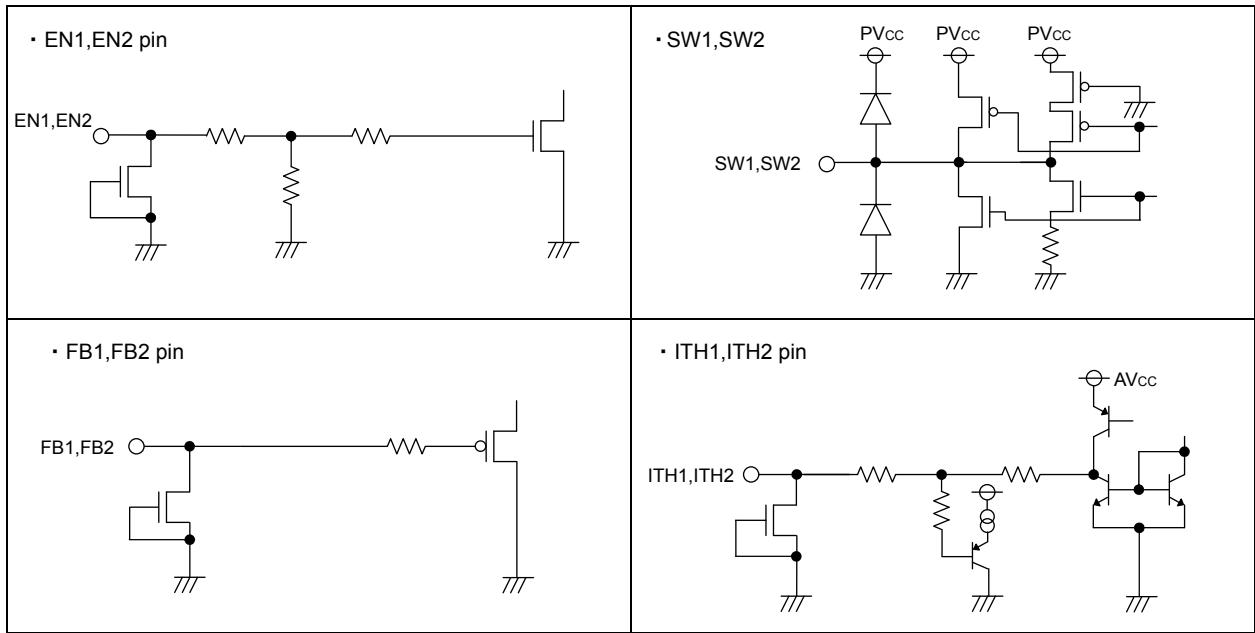 ・EN1,EN2 pin
EN1,EN2
・SW1,SW2
PVCC PVCC PVCC
SW1,SW2
・FB1,FB2 pin
FB1,FB2
・ITH1,ITH2 pin
AVCC
ITH1,ITH2